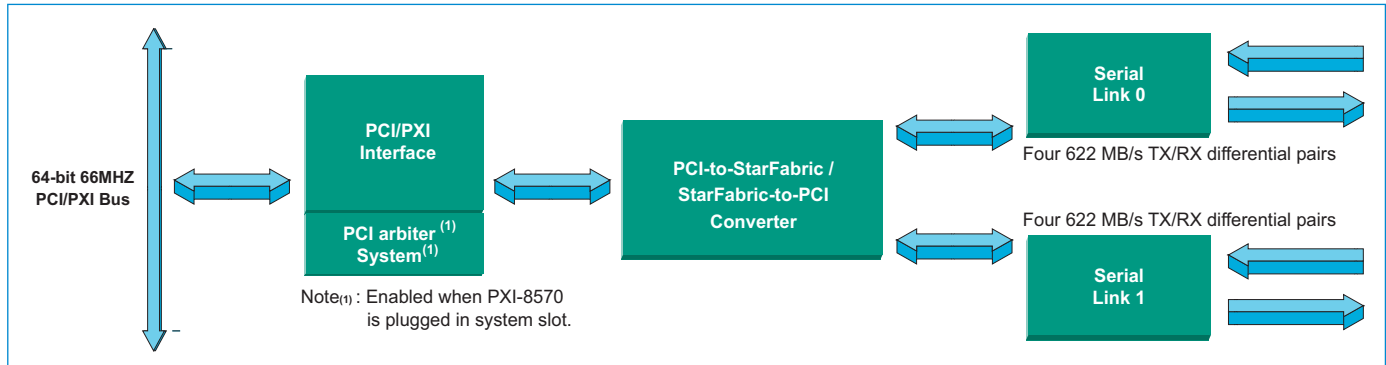 64-bit 66MHZ
PCI/PXI Bus
PCI/PXI
Interface
PCI arbiter (1)
System(1)
Note(1) : Enabled when PXI-8570
is plugged in system slot.
PCI-to-StarFabric /
StarFabric-to-PCI
Converter
Serial
Link 0
Four 622 MB/s TX/RX differential pairs
Four 622 MB/s TX/RX differential pairs
Serial
Link 1